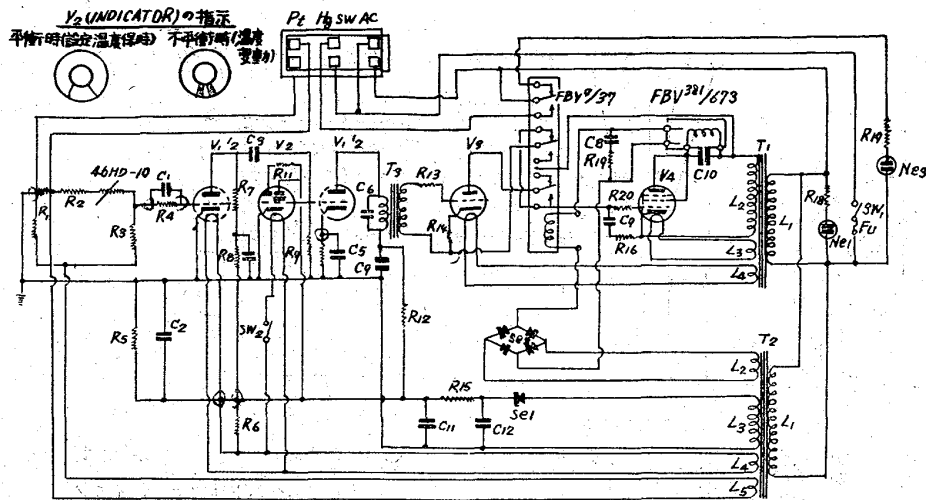 Y2 (INDICATOR) の指示
平衡時(設定温度保時) 不平衡時(温度変動)
Pt Hg SW AC
FBY9/37
FBV381/673
46HD-10
R1
R2
R3
C1
R4
V1 1/2
R7
C3
V2
R11
V1 1/2
C6
T3
R13
V3
R14
C8
R19
R20
C9
R16
V4
C10
L2
L3
L4
T1
L1
R18
Ne1
SW1
FU
R19
Ne3
R8
R9
C5
C9
R12
R5
C2
SW2
R6
Se2
R15
Se1
C11
C12
T2
L2
L3
L1
L4
L5